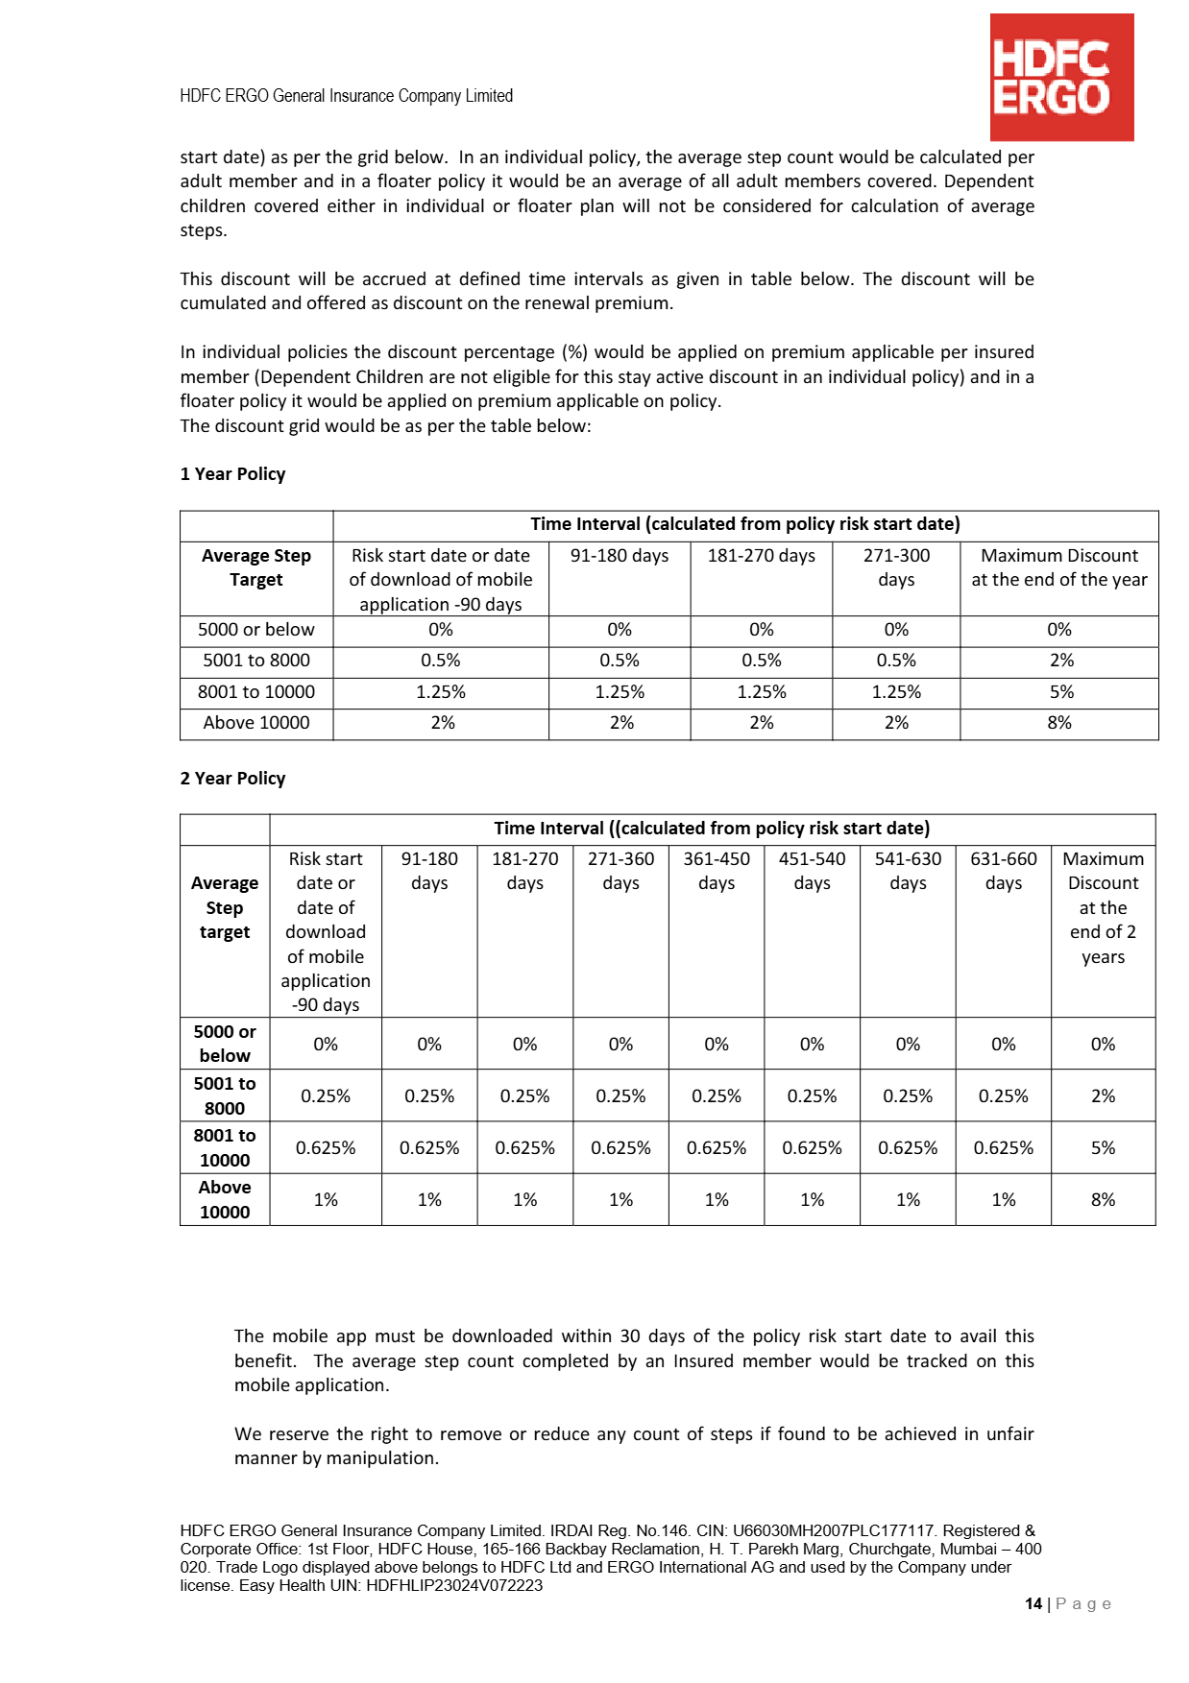 HDFC
ERGO
HDFC ERGO General Insurance Company Limited
start date) as per the grid below.  In an individual policy, the average step count would be calculated per
adult member and in a floater policy it would be an average of all adult members covered. Dependent
children covered either in individual or floater plan will not be considered for calculation of average
steps.
This discount will be accrued at defined time intervals as given in table below. The discount will be
cumulated and offered as discount on the renewal premium.
In individual policies the discount percentage (%) would be applied on premium applicable per insured
member (Dependent Children are not eligible for this stay active discount in an individual policy) and in a
floater policy it would be applied on premium applicable on policy.
The discount grid would be as per the table below:
1 Year Policy
Time Interval (calculated from policy risk start date)
Average Step Risk start date or date 91-180 days 181-270 days 271-300 Maximum Discount
Target of download of mobile days at the end of the year
application -90 days
5000 or below 0% 0% 0% 0% 0%
5001 to 8000 0.5% 0.5% 0.5% 0.5% 2%
8001 to 10000 1.25% 1.25% 1.25% 1.25% 5%
Above 10000 2% 2% 2% 2% 8%
2 Year Policy
Time Interval ((calculated from policy risk start date)
Risk start 91-180 181-270 271-360 361-450 451-540 541-630 631-660 Maximum
Average date or days days days days days days days Discount
Step date of at the
target download end of 2
of mobile years
application
-90 days
5000 or
below 0% 0% 0% 0% 0% 0% 0% 0% 0%
5001 to
8000 0.25% 0.25% 0.25% 0.25% 0.25% 0.25% 0.25% 0.25% 2%
8001 to
10000 0.625% 0.625% 0.625% 0.625% 0.625% 0.625% 0.625% 0.625% 5%
Above
10000 1% 1% 1% 1% 1% 1% 1% 1% 8%
The mobile app must be downloaded within 30 days of the policy risk start date to avail this
benefit.  The average step count completed by an Insured member would be tracked on this
mobile application.
We reserve the right to remove or reduce any count of steps if found to be achieved in unfair
manner by manipulation.
HDFC ERGO General Insurance Company Limited. IRDAI Reg. No.146. CIN: U66030MH2007PLC177117. Registered &
Corporate Office: 1st Floor, HDFC House, 165-166 Backbay Reclamation, H. T. Parekh Marg, Churchgate, Mumbai – 400
020. Trade Logo displayed above belongs to HDFC Ltd and ERGO International AG and used by the Company under
license. Easy Health UIN: HDFHLIP23024V072223
14 | Page